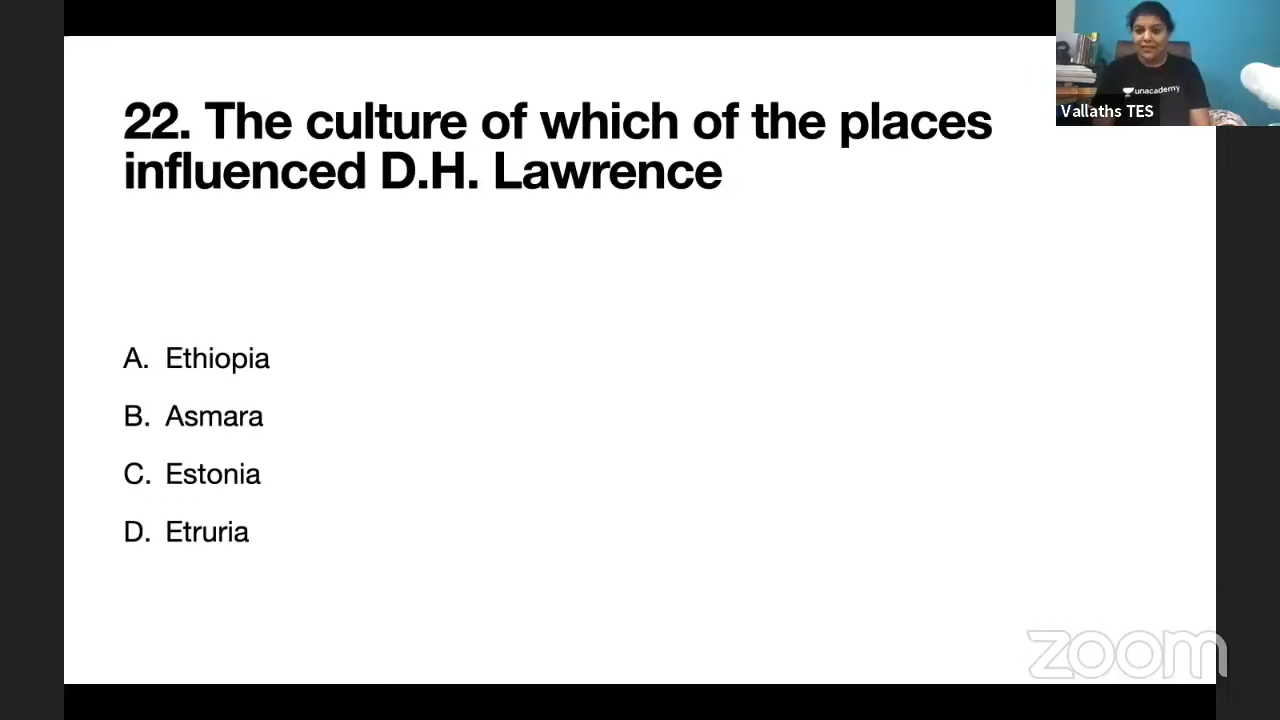 22. The culture of which of the places
influenced D.H. Lawrence
A. Ethiopia
B. Asmara
C. Estonia
D. Etruria
unacademy
Vallaths TES
zoom